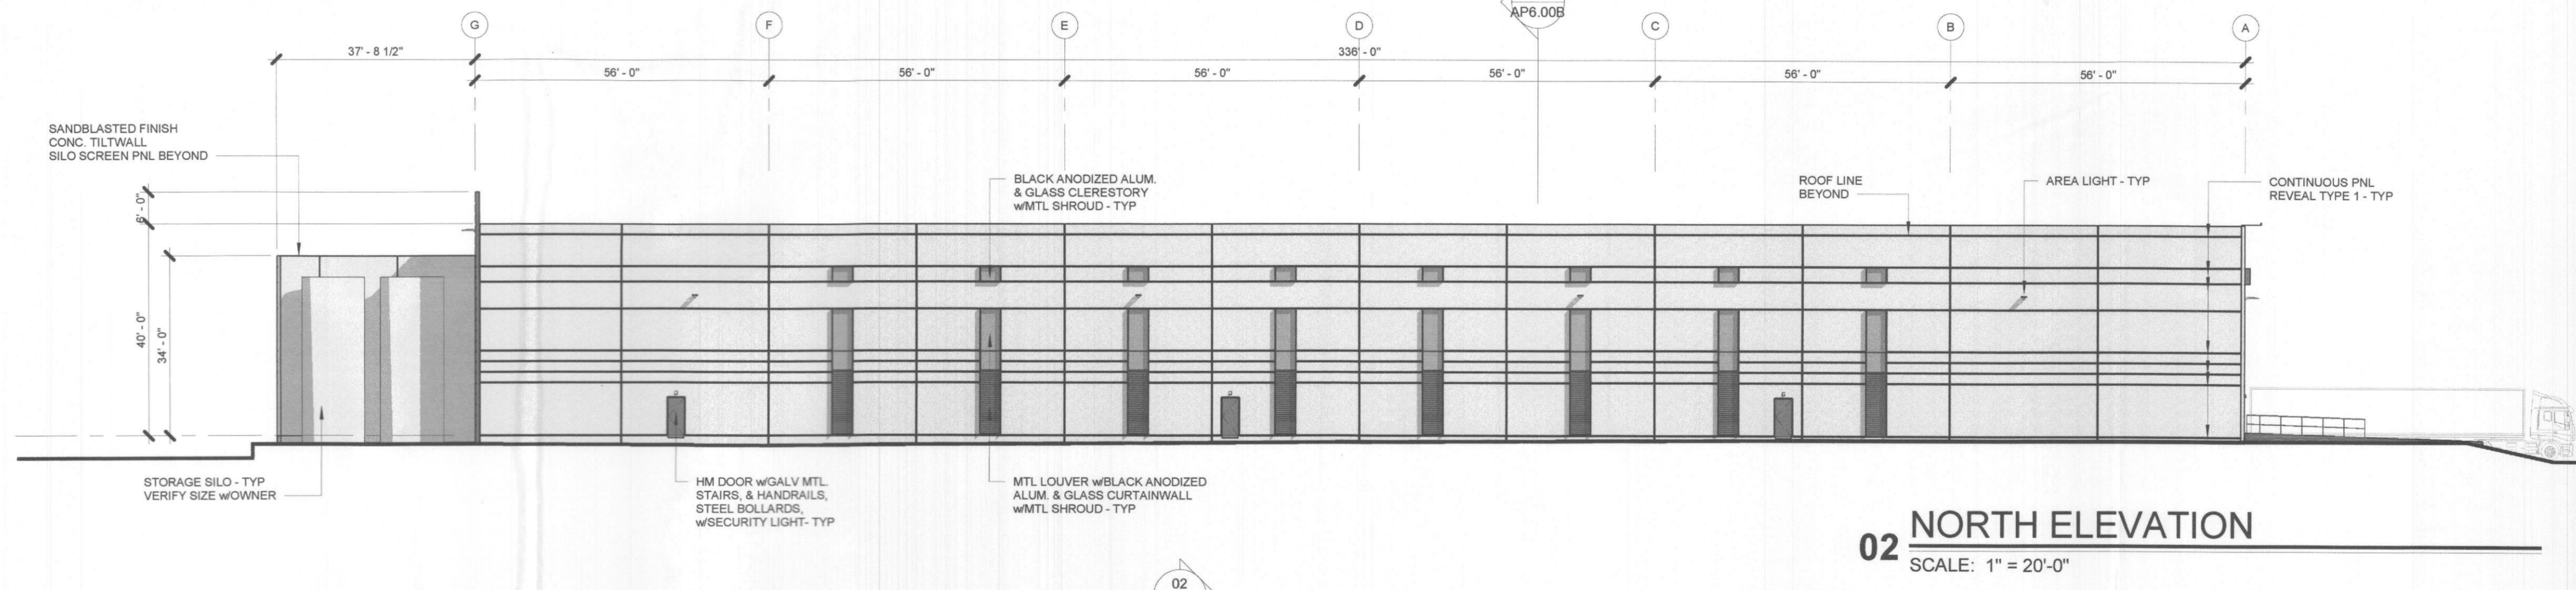 AP6.00B
G
F
E
D
C
B
A
37' - 8 1/2"
336' - 0"
56' - 0"
56' - 0"
56' - 0"
56' - 0"
56' - 0"
56' - 0"
SANDBLASTED FINISH
CONC. TILTWALL
SILO SCREEN PNL BEYOND
BLACK ANODIZED ALUM.
& GLASS CLERESTORY
w/MTL SHROUD - TYP
ROOF LINE
BEYOND
AREA LIGHT - TYP
CONTINUOUS PNL
REVEAL TYPE 1 - TYP
6' - 0"
40' - 0"
34' - 0"
STORAGE SILO - TYP
VERIFY SIZE w/OWNER
HM DOOR w/GALV MTL.
STAIRS, & HANDRAILS,
STEEL BOLLARDS,
w/SECURITY LIGHT- TYP
MTL LOUVER w/BLACK ANODIZED
ALUM. & GLASS CURTAINWALL
w/MTL SHROUD - TYP
02 NORTH ELEVATION
SCALE: 1" = 20'-0"
02